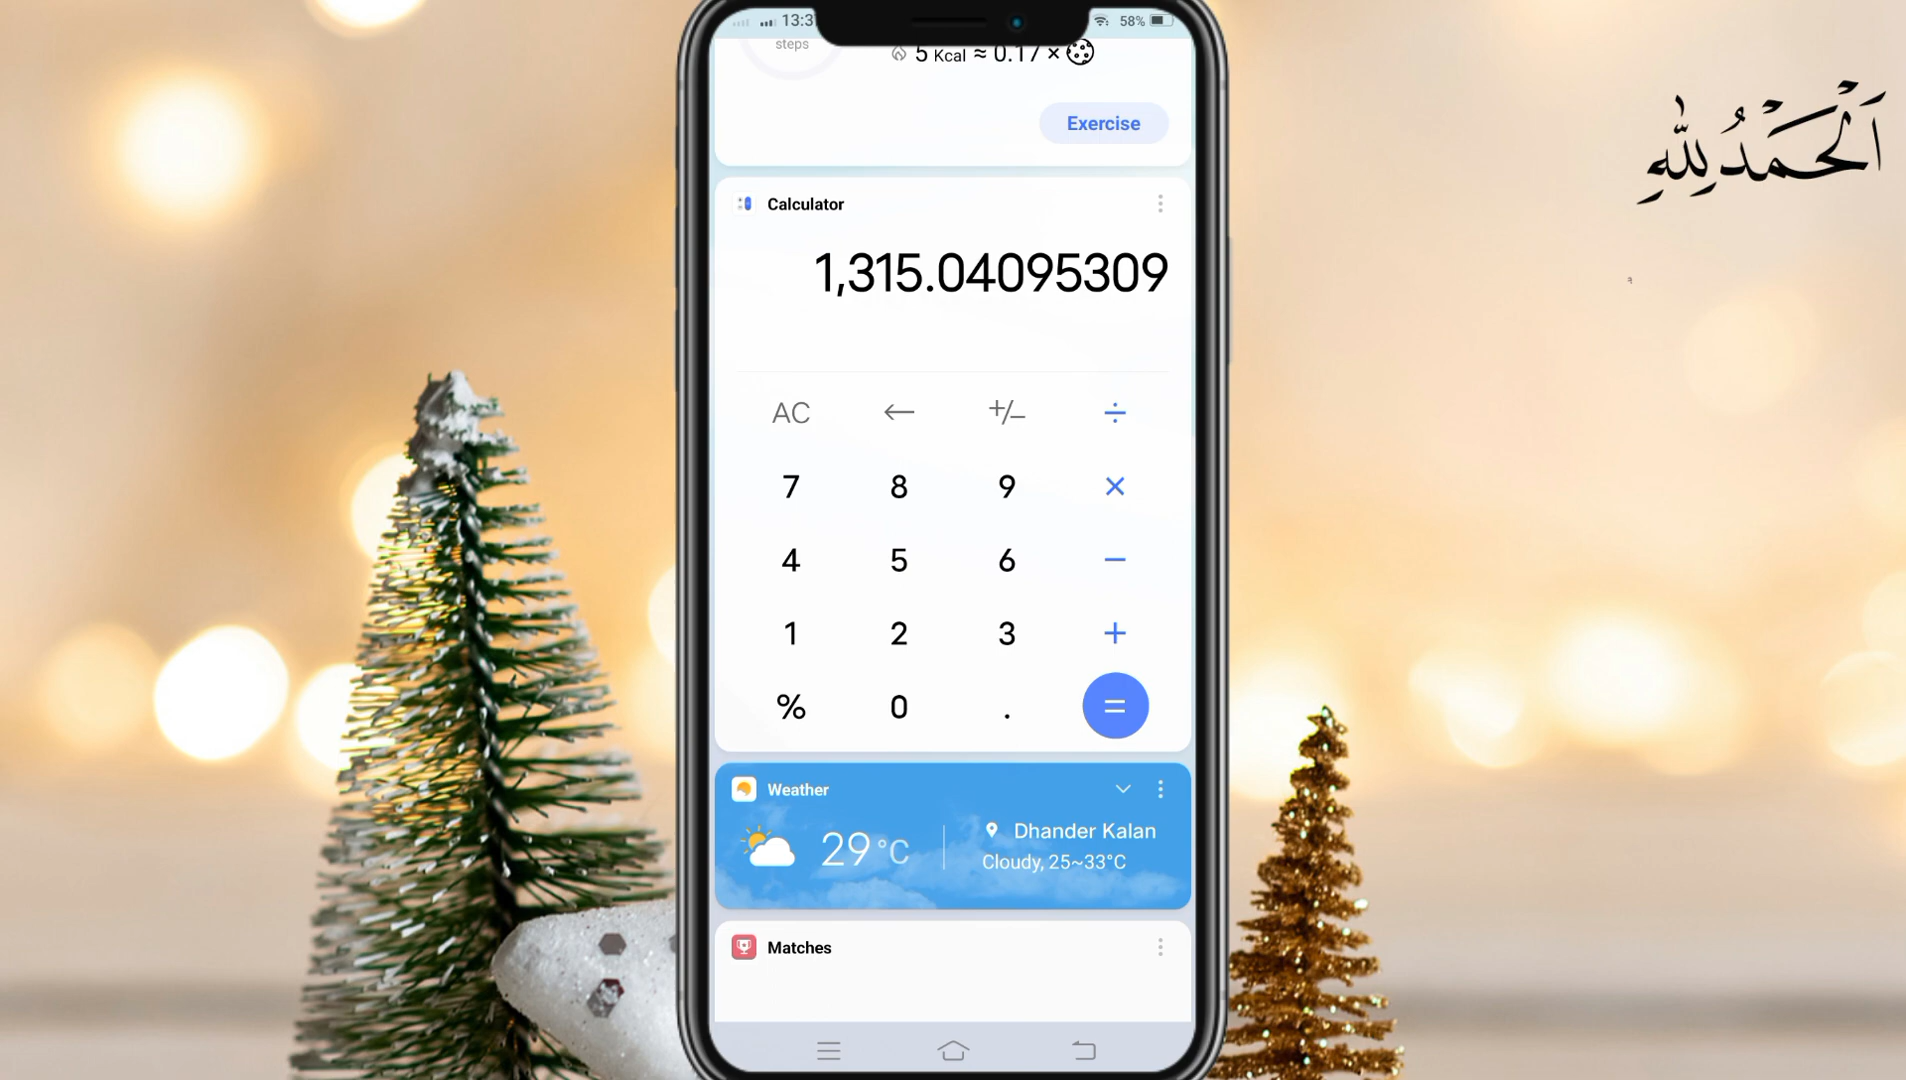 13:3
58%
steps
5 Kcal ≈ 0.17 ×
Exercise
Calculator
1,315.04095309
AC ← +/− ÷
7 8 9 ×
4 5 6 −
1 2 3 +
% 0 . =
Weather
29 °C
Dhander Kalan
Cloudy, 25~33°C
Matches
اَلْحَمْدُلِلّٰهِ